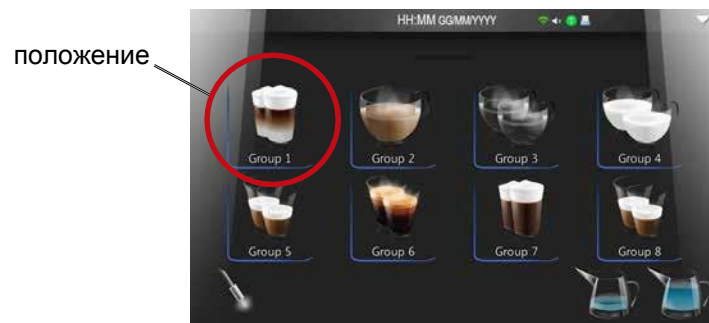 HH:MM GG/MM/YYYY
положение
Group 1 Group 2 Group 3 Group 4
Group 5 Group 6 Group 7 Group 8